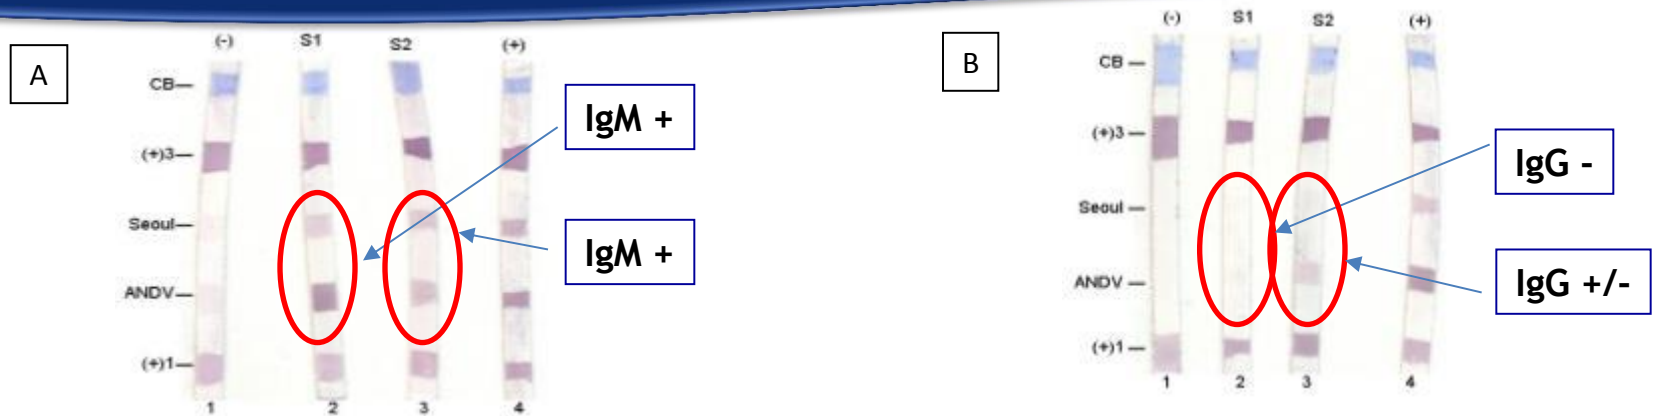 A
(-) S1 S2 (+)
CB
(+)3
Seoul
ANDV
(+)1
1 2 3 4
IgM +
IgM +
B
(-) S1 S2 (+)
CB
(+)3
Seoul
ANDV
(+)1
1 2 3 4
IgG -
IgG +/-